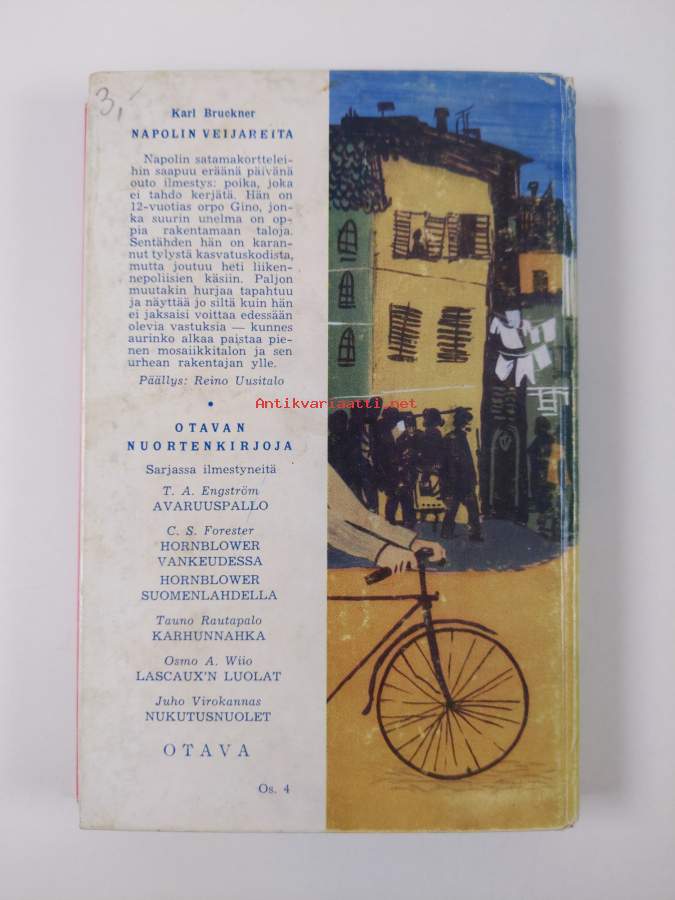 3,-
Karl Bruckner
NAPOLIN VEIJAREITA
Napolin satamakorttelei-
hin saapuu eräänä päivänä
outo ilmestys: poika, joka
ei tahdo kerjätä. Hän on
12-vuotias orpo Gino, jon-
ka suurin unelma on op-
pia rakentamaan taloja.
Sentähden hän on karan-
nut tylystä kasvatuskodista,
mutta joutuu heti liiken-
nepoliisien käsiin. Paljon
muutakin hurjaa tapahtuu
ja näyttää jo siltä kuin hän
ei jaksaisi voittaa edessään
olevia vastuksia — kunnes
aurinko alkaa paistaa pie-
nen mosaiikkitalon ja sen
urhean rakentajan ylle.
Päällys: Reino Uusitalo
Antikvariaatti.net
•
OTAVAN
NUORTENKIRJOJA
Sarjassa ilmestyneitä
T. A. Engström
AVARUUSPALLO
C. S. Forester
HORNBLOWER
VANKEUDESSA
HORNBLOWER
SUOMENLAHDELLA
Tauno Rautapalo
KARHUNNAHKA
Osmo A. Wiio
LASCAUX'N LUOLAT
Juho Virokannas
NUKUTUSNUOLET
OTAVA
Os. 4